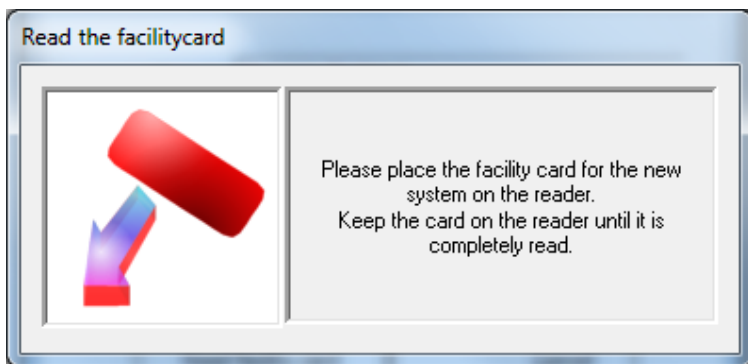 Read the facilitycard
Please place the facility card for the new
system on the reader.
Keep the card on the reader until it is
completely read.